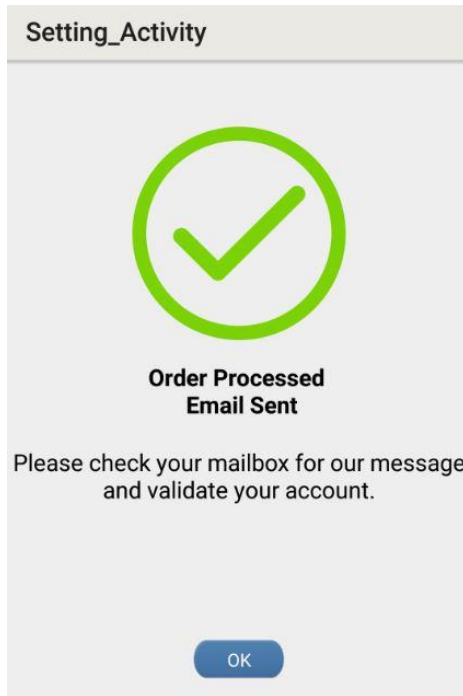 Setting_Activity
Order Processed
Email Sent
Please check your mailbox for our message
and validate your account.
OK